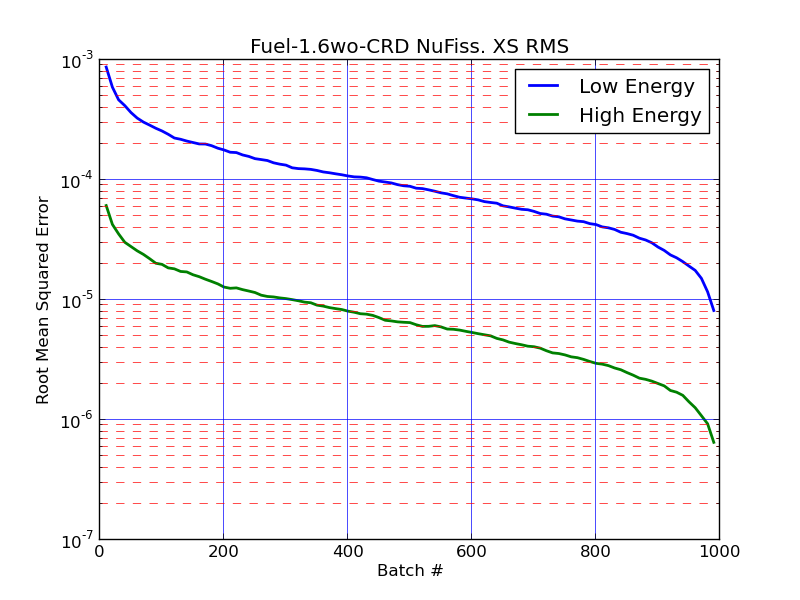 Fuel-1.6wo-CRD NuFiss. XS RMS
Low Energy
High Energy
Root Mean Squared Error
10^-3
10^-4
10^-5
10^-6
10^-7
0 200 400 600 800 1000
Batch #